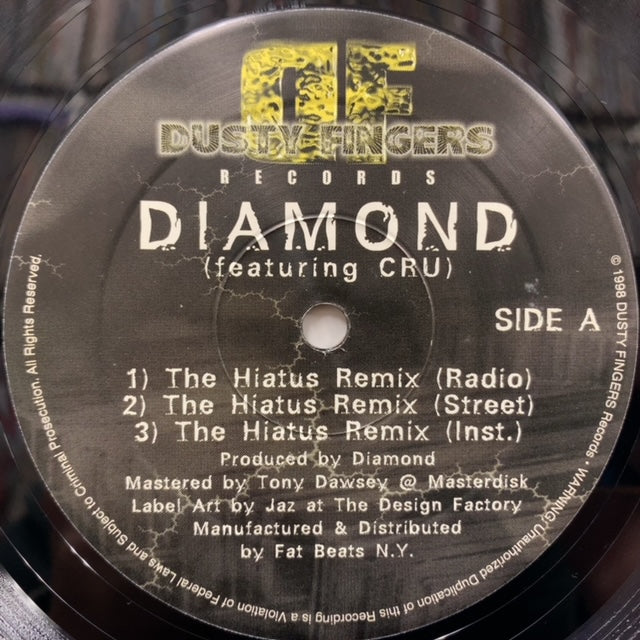 DF
DUSTY FINGERS
RECORDS
DIAMOND
(featuring CRU)
SIDE A
1) The Hiatus Remix (Radio)
2) The Hiatus Remix (Street)
3) The Hiatus Remix (Inst.)
Produced by Diamond
Mastered by Tony Dawsey @ Masterdisk
Label Art by Jaz at The Design Factory
Manufactured & Distributed
by Fat Beats N.Y.
© 1998 DUSTY FINGERS Records • WARNING: Unauthorized Duplication of this Recording is a Violation of Federal Laws and Subject to Criminal Prosecution. All Rights Reserved.